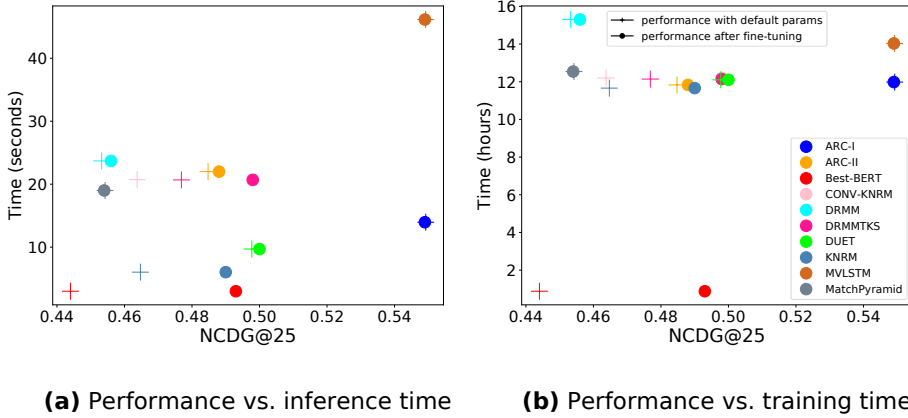 40
30
20
10
Time (seconds)
0.44 0.46 0.48 0.50 0.52 0.54
NCDG@25
(a) Performance vs. inference time
16
14
12
10
8
6
4
2
Time (hours)
performance with default params
performance after fine-tuning
ARC-I
ARC-II
Best-BERT
CONV-KNRM
DRMM
DRMMTKS
DUET
KNRM
MVLSTM
MatchPyramid
0.44 0.46 0.48 0.50 0.52 0.54
NCDG@25
(b) Performance vs. training time